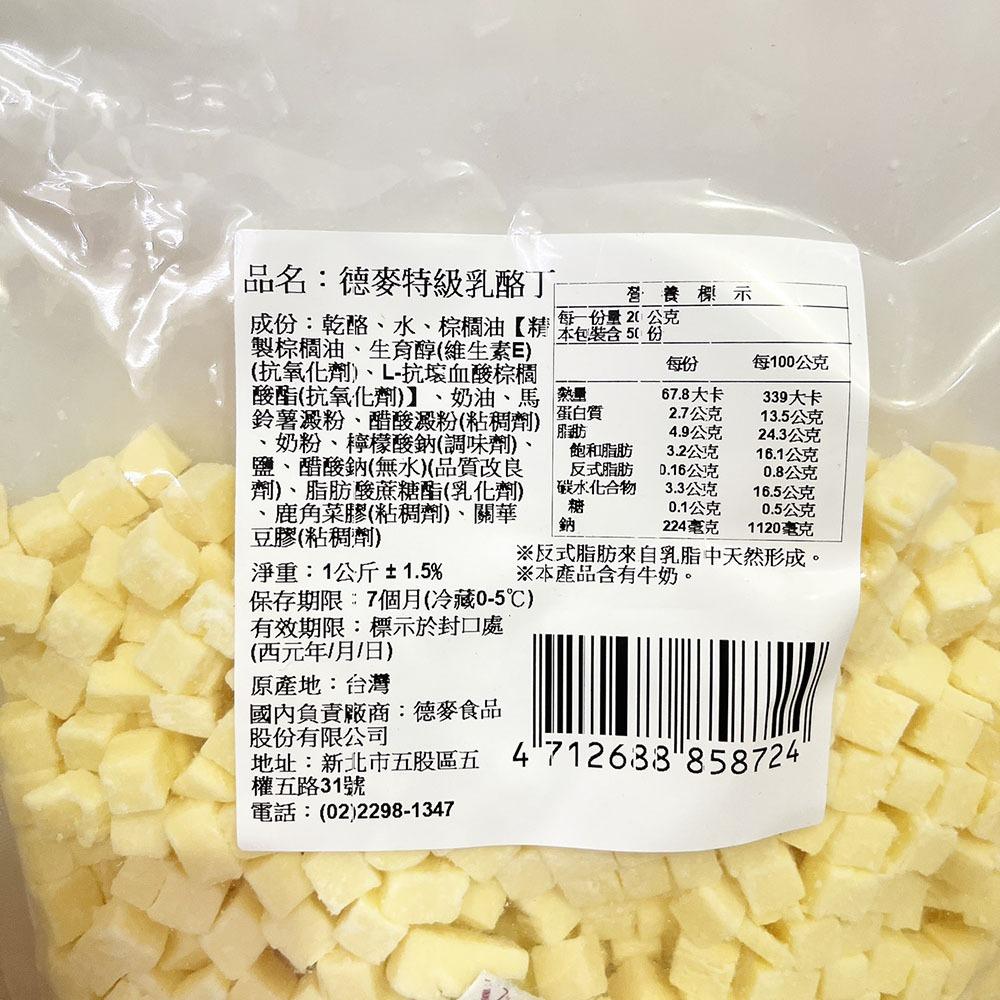 品名：德麥特級乳酪丁
成份：乾酪、水、棕櫚油【精
製棕櫚油、生育醇(維生素E)
(抗氧化劑)、L-抗壞血酸棕櫚
酸酯(抗氧化劑)】、奶油、馬
鈴薯澱粉、醋酸澱粉(粘稠劑)
、奶粉、檸檬酸鈉(調味劑)、
鹽、醋酸鈉(無水)(品質改良
劑)、脂肪酸蔗糖酯(乳化劑)
、鹿角菜膠(粘稠劑)、關華
豆膠(粘稠劑)
淨重：1公斤±1.5%
保存期限：7個月(冷藏0-5℃)
有效期限：標示於封口處
(西元年/月/日)
原產地：台灣
國內負責廠商：德麥食品
股份有限公司
地址：新北市五股區五
權五路31號
電話：(02)2298-1347
營養標示
每一份量 20 公克
本包裝含 50 份
每份 每100公克
熱量 67.8大卡 339大卡
蛋白質 2.7公克 13.5公克
脂肪 4.9公克 24.3公克
飽和脂肪 3.2公克 16.1公克
反式脂肪 0.16公克 0.8公克
碳水化合物 3.3公克 16.5公克
糖 0.1公克 0.5公克
鈉 224毫克 1120毫克
※反式脂肪來自乳脂中天然形成。
※本產品含有牛奶。
4 712688 858724